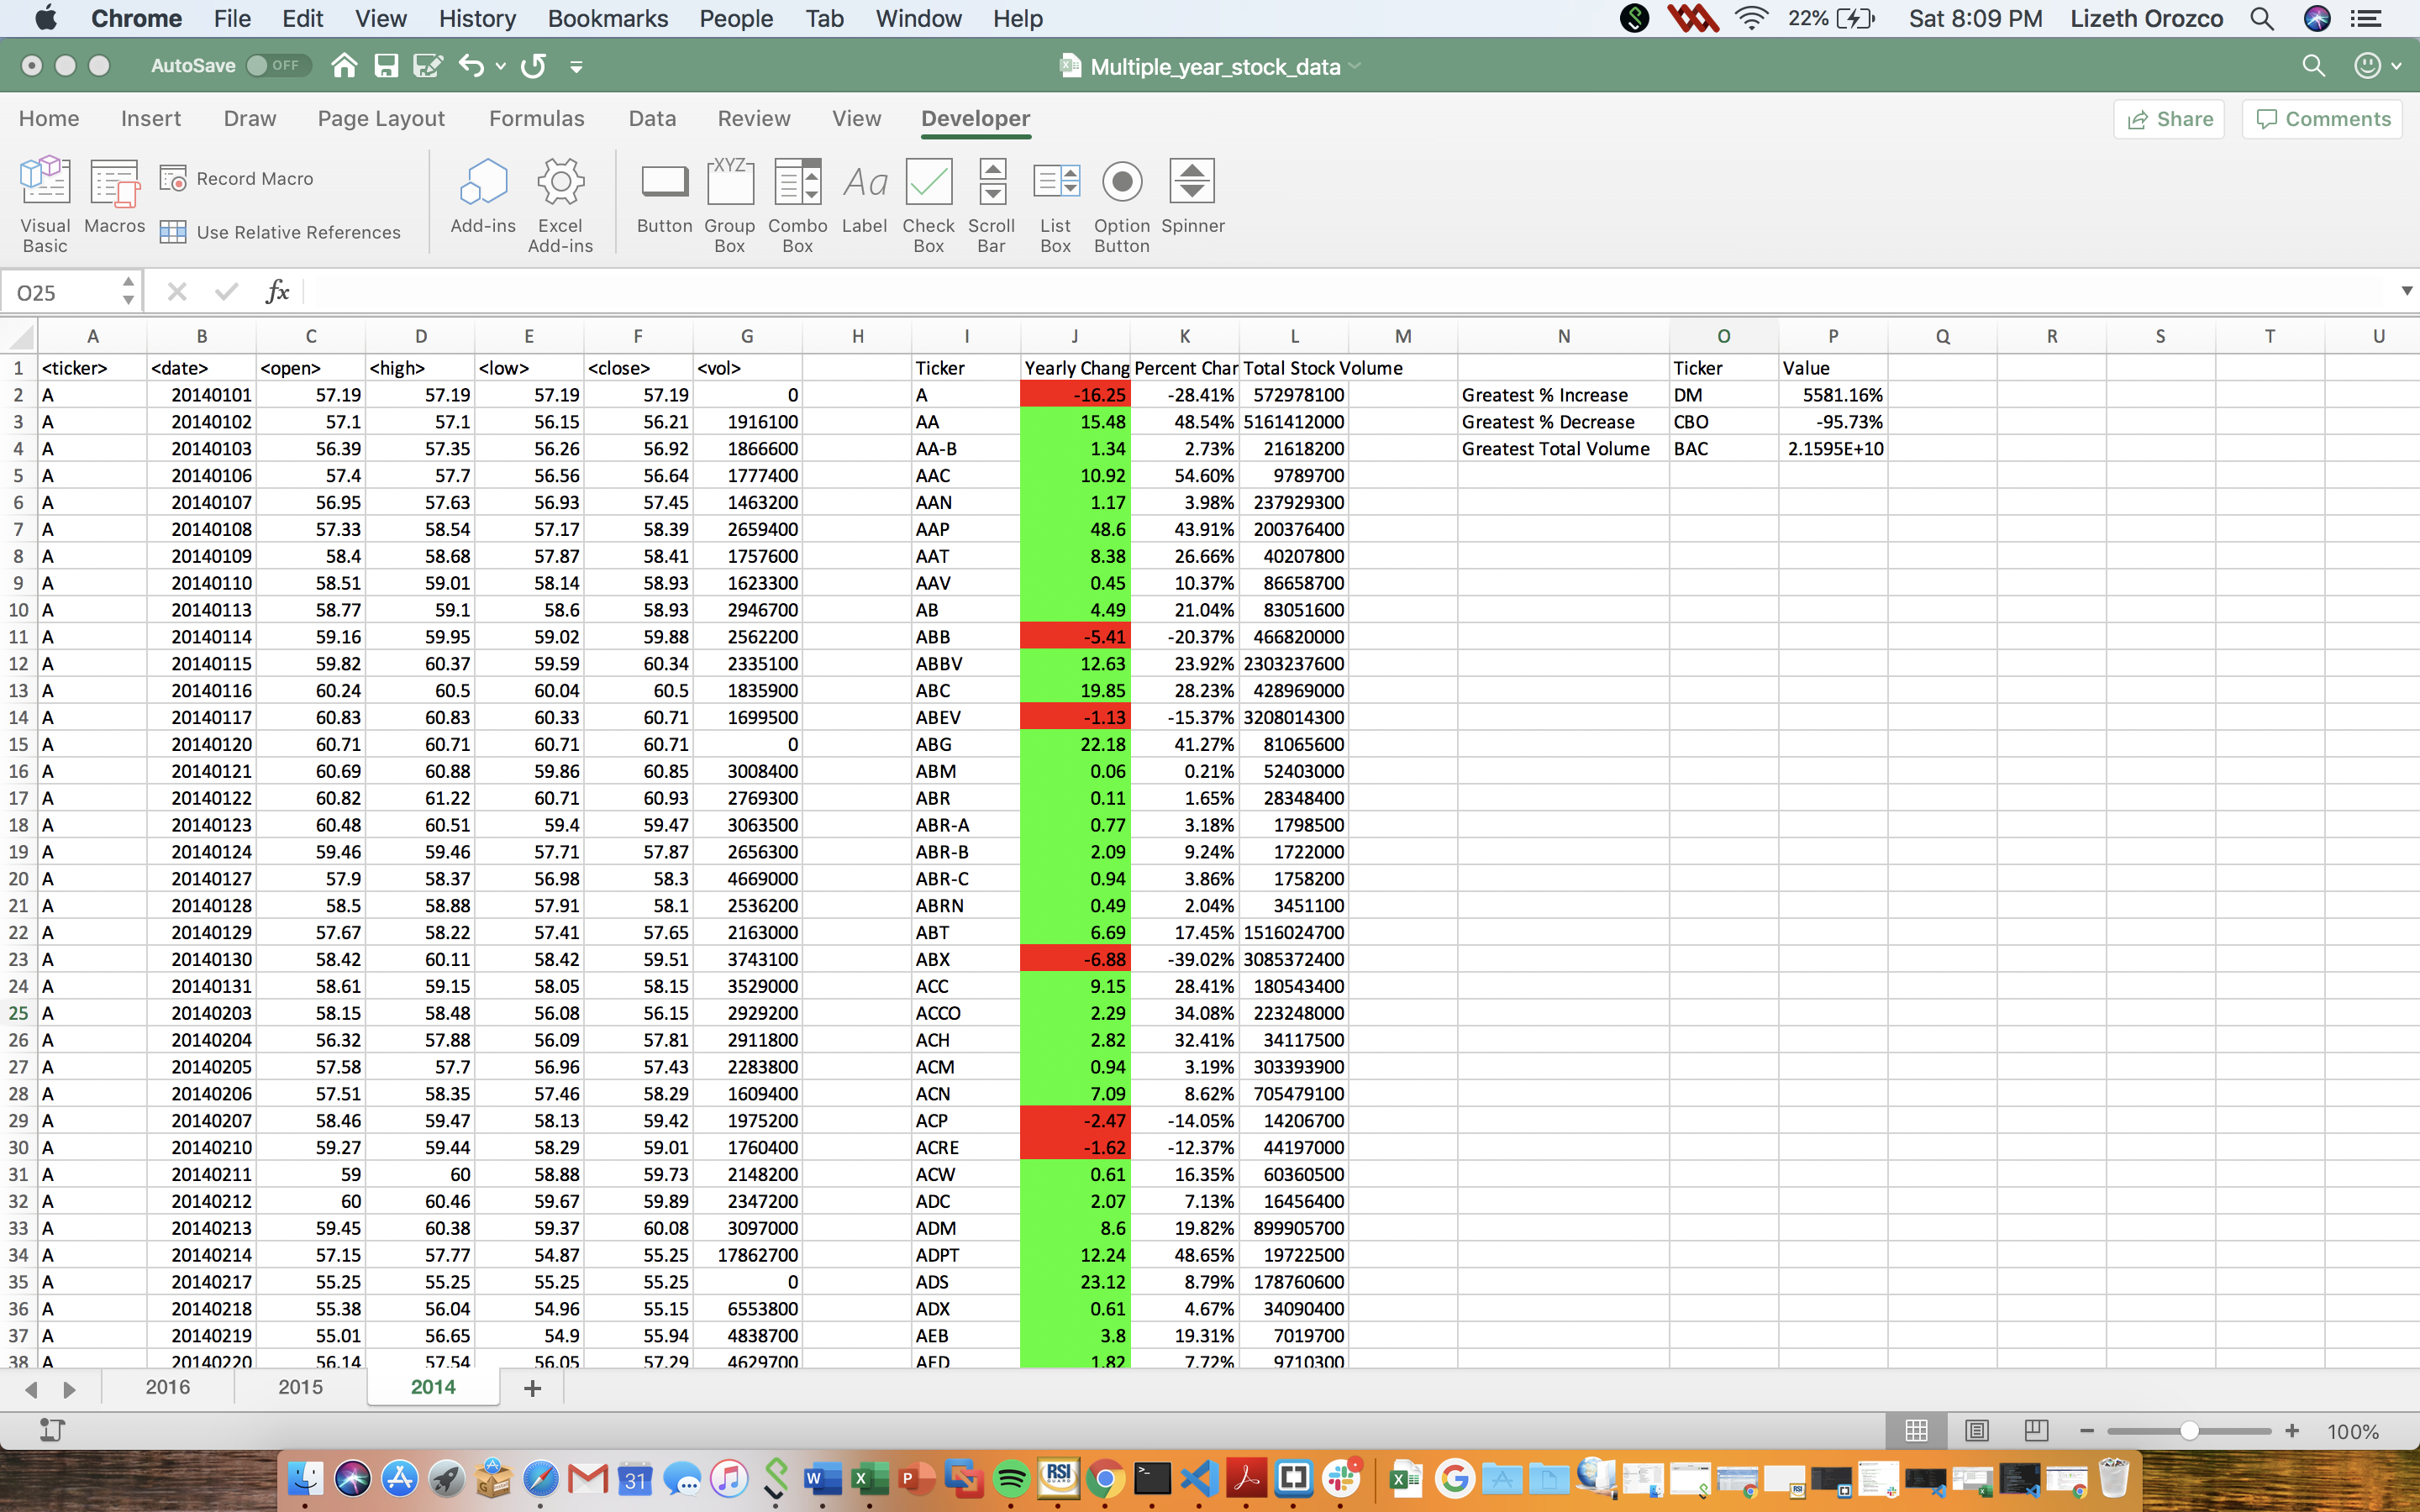 Chrome File Edit View History Bookmarks People Tab Window Help 22% Sat 8:09 PM Lizeth Orozco
AutoSave OFF Multiple_year_stock_data
Home Insert Draw Page Layout Formulas Data Review View Developer Share Comments
Visual Basic Macros Record Macro Use Relative References Add-ins Excel Add-ins Button XYZ Group Box Combo Box Aa Label Check Box Scroll Bar List Box Option Button Spinner
O25 fx
A B C D E F G H I J K L M N O P Q R S T U
1 <ticker> <date> <open> <high> <low> <close> <vol> Ticker Yearly Chang Percent Char Total Stock Volume Ticker Value
2 A 20140101 57.19 57.19 57.19 57.19 0 A -16.25 -28.41% 572978100 Greatest % Increase DM 5581.16%
3 A 20140102 57.1 57.1 56.15 56.21 1916100 AA 15.48 48.54% 5161412000 Greatest % Decrease CBO -95.73%
4 A 20140103 56.39 57.35 56.26 56.92 1866600 AA-B 1.34 2.73% 21618200 Greatest Total Volume BAC 2.1595E+10
5 A 20140106 57.4 57.7 56.56 56.64 1777400 AAC 10.92 54.60% 9789700
6 A 20140107 56.95 57.63 56.93 57.45 1463200 AAN 1.17 3.98% 237929300
7 A 20140108 57.33 58.54 57.17 58.39 2659400 AAP 48.6 43.91% 200376400
8 A 20140109 58.4 58.68 57.87 58.41 1757600 AAT 8.38 26.66% 40207800
9 A 20140110 58.51 59.01 58.14 58.93 1623300 AAV 0.45 10.37% 86658700
10 A 20140113 58.77 59.1 58.6 58.93 2946700 AB 4.49 21.04% 83051600
11 A 20140114 59.16 59.95 59.02 59.88 2562200 ABB -5.41 -20.37% 466820000
12 A 20140115 59.82 60.37 59.59 60.34 2335100 ABBV 12.63 23.92% 2303237600
13 A 20140116 60.24 60.5 60.04 60.5 1835900 ABC 19.85 28.23% 428969000
14 A 20140117 60.83 60.83 60.33 60.71 1699500 ABEV -1.13 -15.37% 3208014300
15 A 20140120 60.71 60.71 60.71 60.71 0 ABG 22.18 41.27% 81065600
16 A 20140121 60.69 60.88 59.86 60.85 3008400 ABM 0.06 0.21% 52403000
17 A 20140122 60.82 61.22 60.71 60.93 2769300 ABR 0.11 1.65% 28348400
18 A 20140123 60.48 60.51 59.4 59.47 3063500 ABR-A 0.77 3.18% 1798500
19 A 20140124 59.46 59.46 57.71 57.87 2656300 ABR-B 2.09 9.24% 1722000
20 A 20140127 57.9 58.37 56.98 58.3 4669000 ABR-C 0.94 3.86% 1758200
21 A 20140128 58.5 58.88 57.91 58.1 2536200 ABRN 0.49 2.04% 3451100
22 A 20140129 57.67 58.22 57.41 57.65 2163000 ABT 6.69 17.45% 1516024700
23 A 20140130 58.42 60.11 58.42 59.51 3743100 ABX -6.88 -39.02% 3085372400
24 A 20140131 58.61 59.15 58.05 58.15 3529000 ACC 9.15 28.41% 180543400
25 A 20140203 58.15 58.48 56.08 56.15 2929200 ACCO 2.29 34.08% 223248000
26 A 20140204 56.32 57.88 56.09 57.81 2911800 ACH 2.82 32.41% 34117500
27 A 20140205 57.58 57.7 56.96 57.43 2283800 ACM 0.94 3.19% 303393900
28 A 20140206 57.51 58.35 57.46 58.29 1609400 ACN 7.09 8.62% 705479100
29 A 20140207 58.46 59.47 58.13 59.42 1975200 ACP -2.47 -14.05% 14206700
30 A 20140210 59.27 59.44 58.29 59.01 1760400 ACRE -1.62 -12.37% 44197000
31 A 20140211 59 60 58.88 59.73 2148200 ACW 0.61 16.35% 60360500
32 A 20140212 60 60.46 59.67 59.89 2347200 ADC 2.07 7.13% 16456400
33 A 20140213 59.45 60.38 59.37 60.08 3097000 ADM 8.6 19.82% 899905700
34 A 20140214 57.15 57.77 54.87 55.25 17862700 ADPT 12.24 48.65% 19722500
35 A 20140217 55.25 55.25 55.25 55.25 0 ADS 23.12 8.79% 178760600
36 A 20140218 55.38 56.04 54.96 55.15 6553800 ADX 0.61 4.67% 34090400
37 A 20140219 55.01 56.65 54.9 55.94 4838700 AEB 3.8 19.31% 7019700
38 A 20140220 56.14 57.54 56.05 57.29 4629700 AED 1.82 7.72% 9710300
2016 2015 2014 +
100%
31 W X P RSI